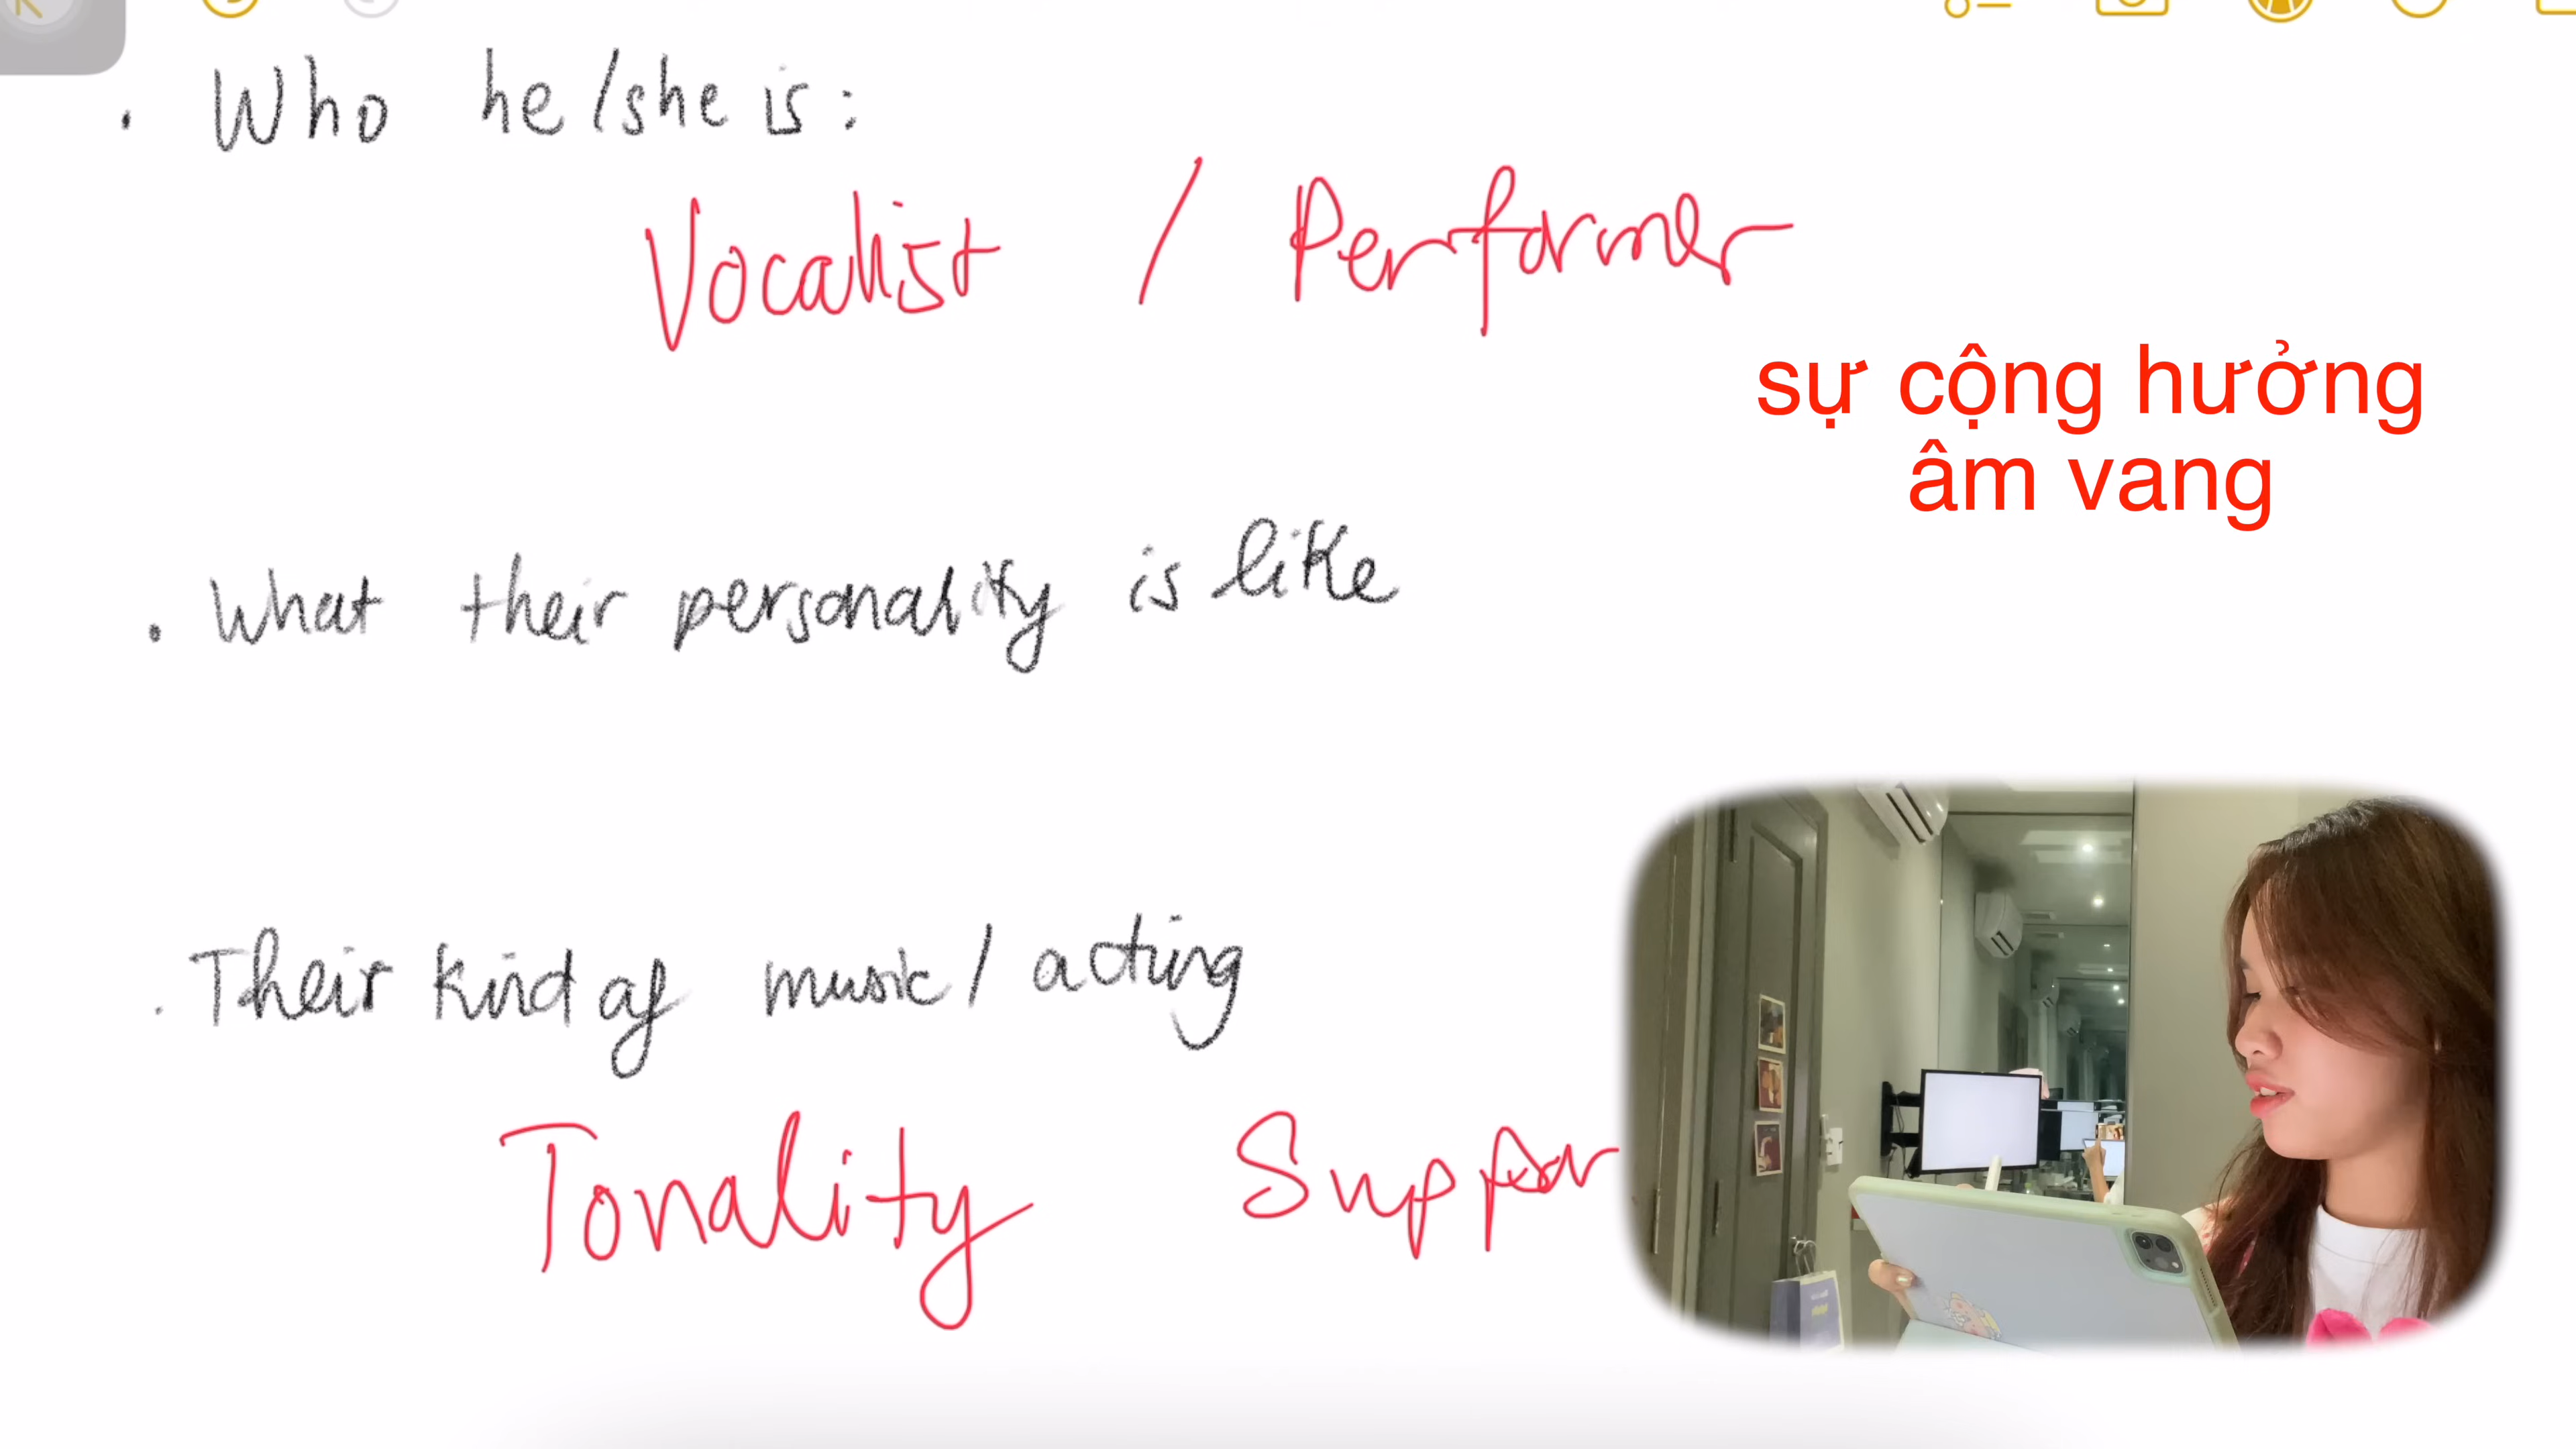 . Who he/she is:
Vocalist / Performer
sự cộng hưởng
âm vang
. What their personality is like
. Their kind of music/ acting
Tonality